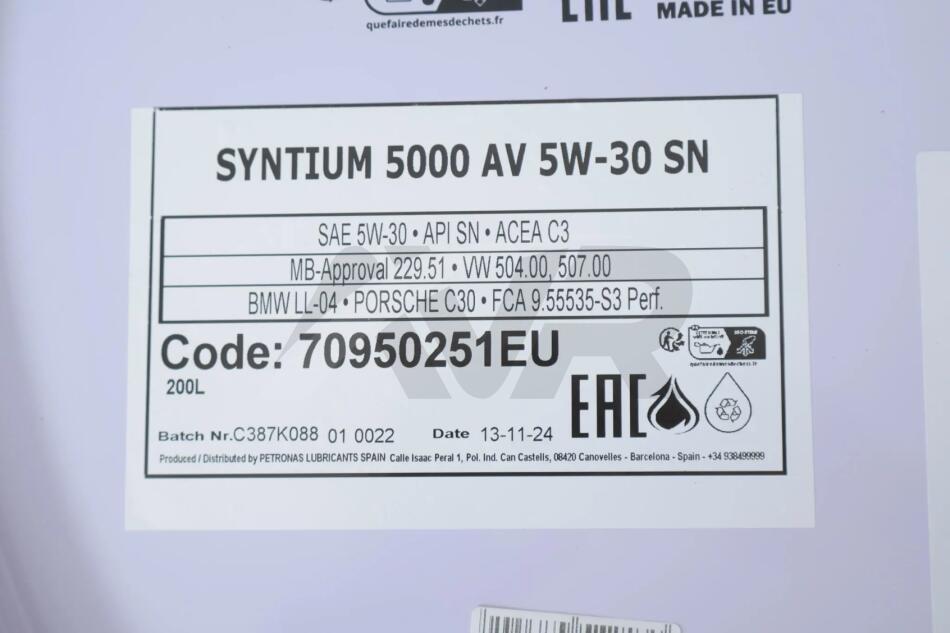 quefairedemesdechets.fr
EAC MADE IN EU
SYNTIUM 5000 AV 5W-30 SN
SAE 5W-30 • API SN • ACEA C3
MB-Approval 229.51 • VW 504.00, 507.00
BMW LL-04 • PORSCHE C30 • FCA 9.55535-S3 Perf.
Code: 70950251EU
200L
quefairedemesdechets.fr
EAC
Batch Nr. C387K088 01 0022 Date 13-11-24
Produced / Distributed by PETRONAS LUBRICANTS SPAIN Calle Isaac Peral 1, Pol. Ind. Can Castells, 08420 Canovelles - Barcelona - Spain - +34 938499999